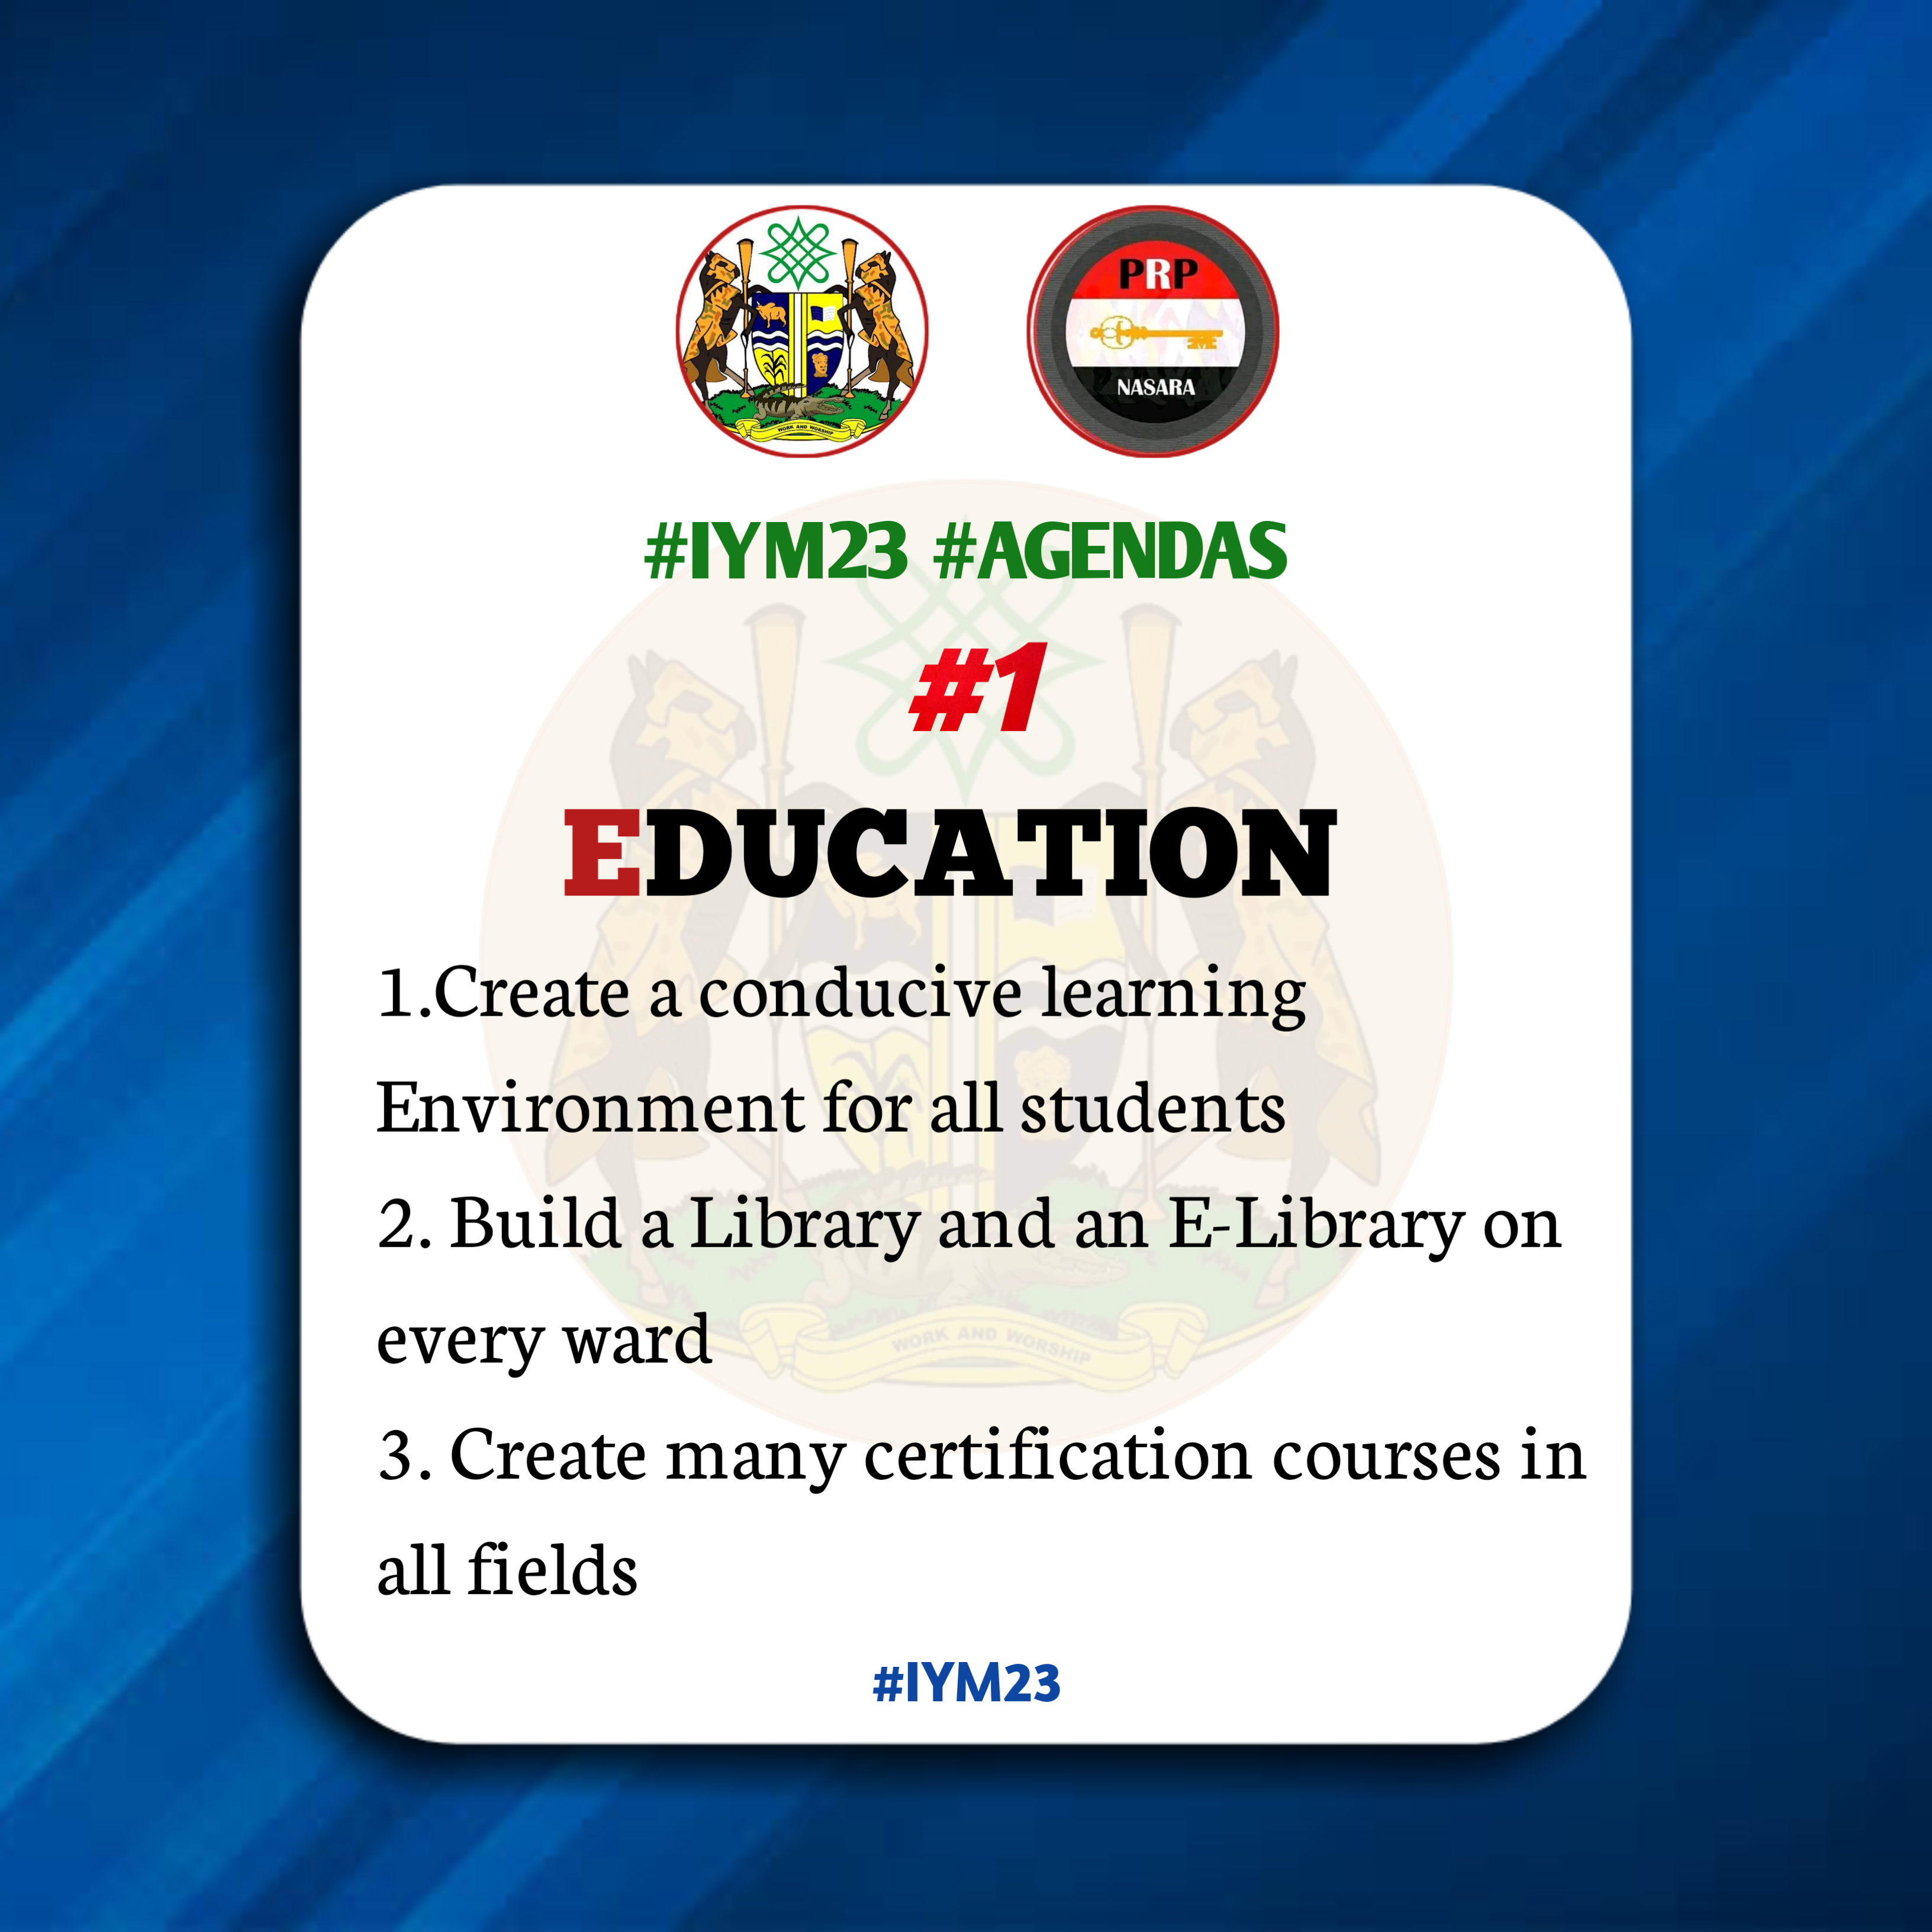 WORK AND WORSHIP
PRP
NASARA
#IYM23 #AGENDAS
#1
EDUCATION
1.Create a conducive learning
Environment for all students
2. Build a Library and an E-Library on
every ward
WORK AND WORSHIP
3. Create many certification courses in
all fields
#IYM23